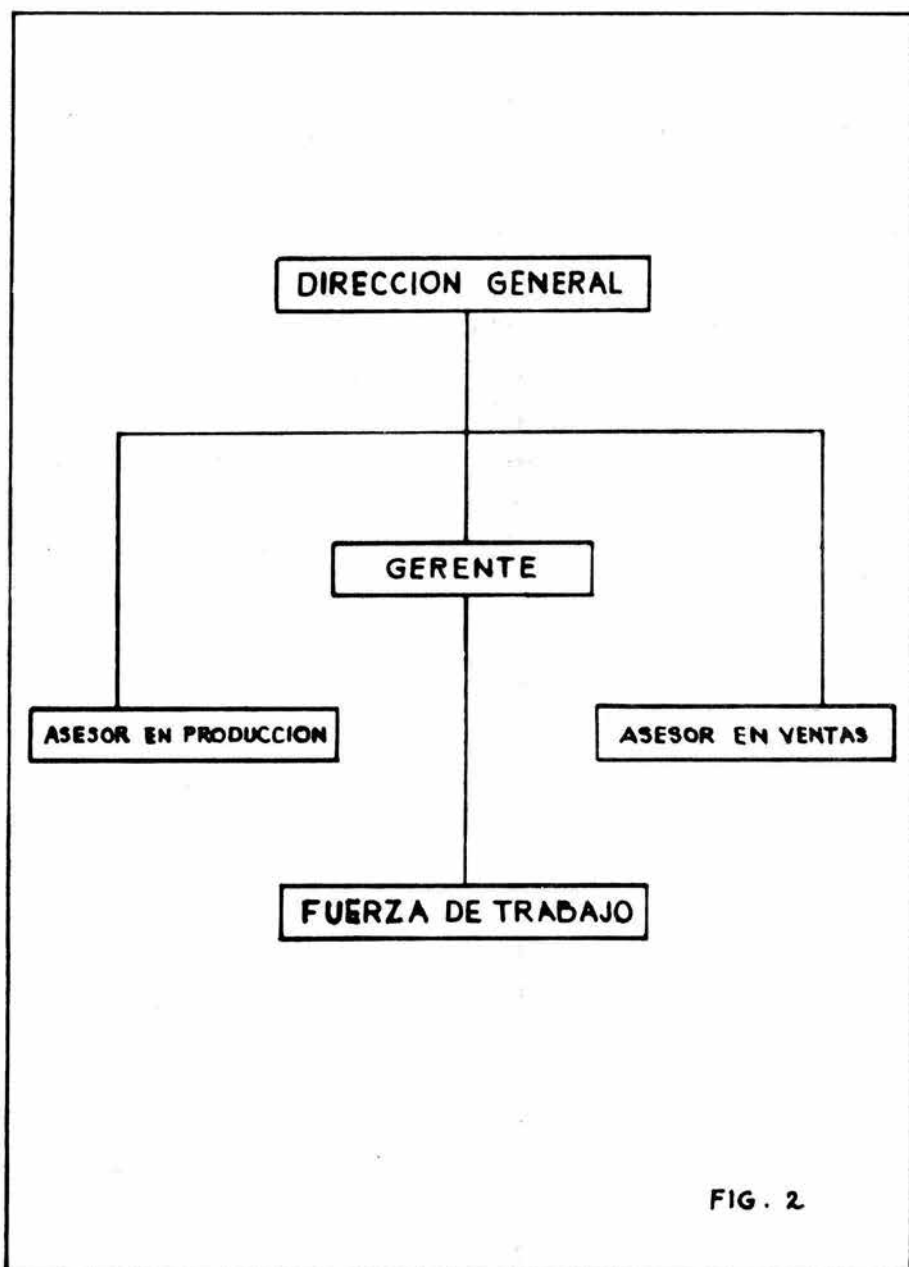 DIRECCION GENERAL
GERENTE
ASESOR EN PRODUCCION
ASESOR EN VENTAS
FUERZA DE TRABAJO
FIG. 2